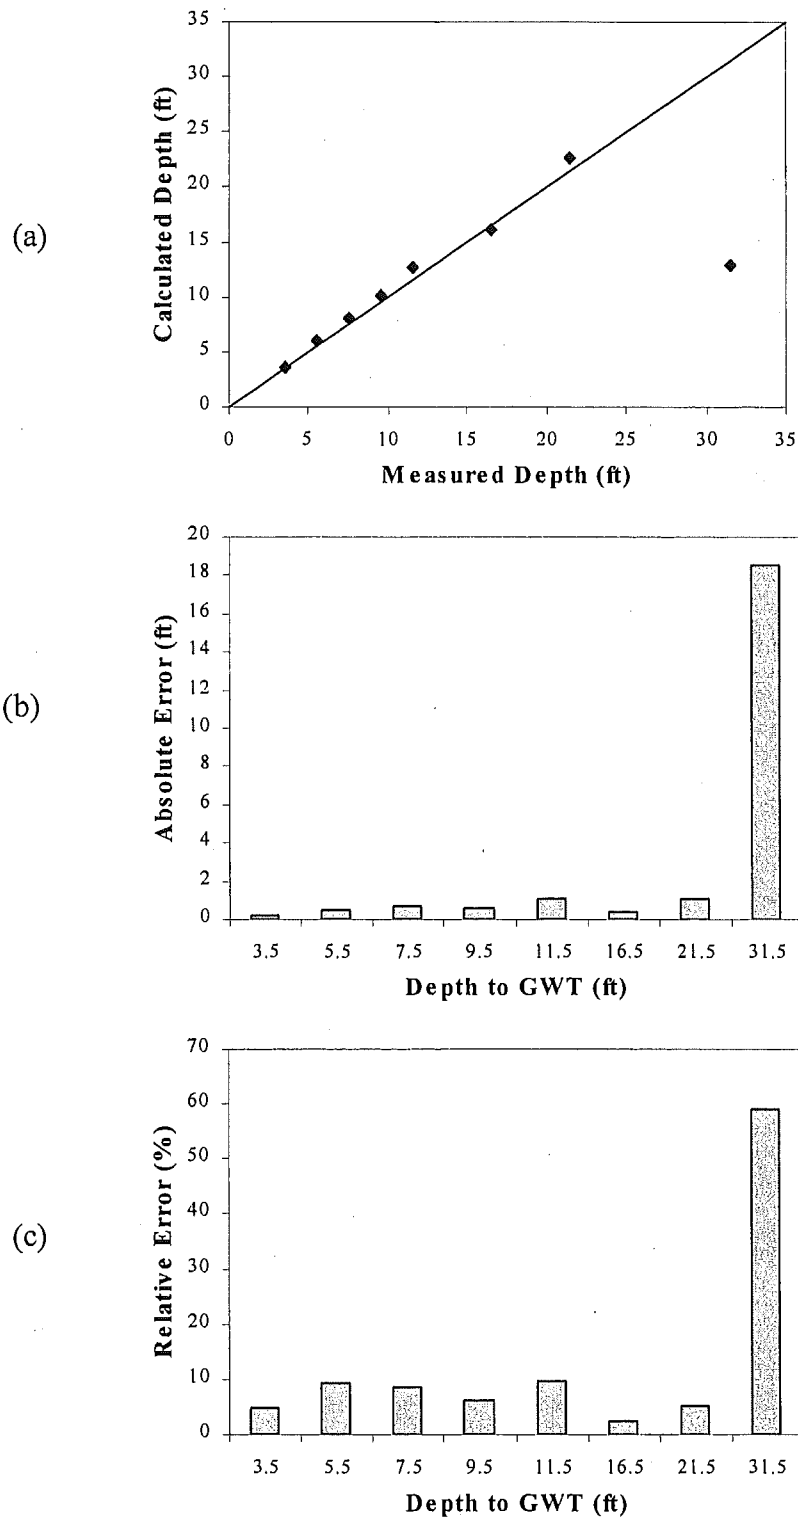 (a)
Calculated Depth (ft)
35
30
25
20
15
10
5
0
0 5 10 15 20 25 30 35
Measured Depth (ft)
(b)
Absolute Error (ft)
20
18
16
14
12
10
8
6
4
2
0
3.5 5.5 7.5 9.5 11.5 16.5 21.5 31.5
Depth to GWT (ft)
(c)
Relative Error (%)
70
60
50
40
30
20
10
0
3.5 5.5 7.5 9.5 11.5 16.5 21.5 31.5
Depth to GWT (ft)